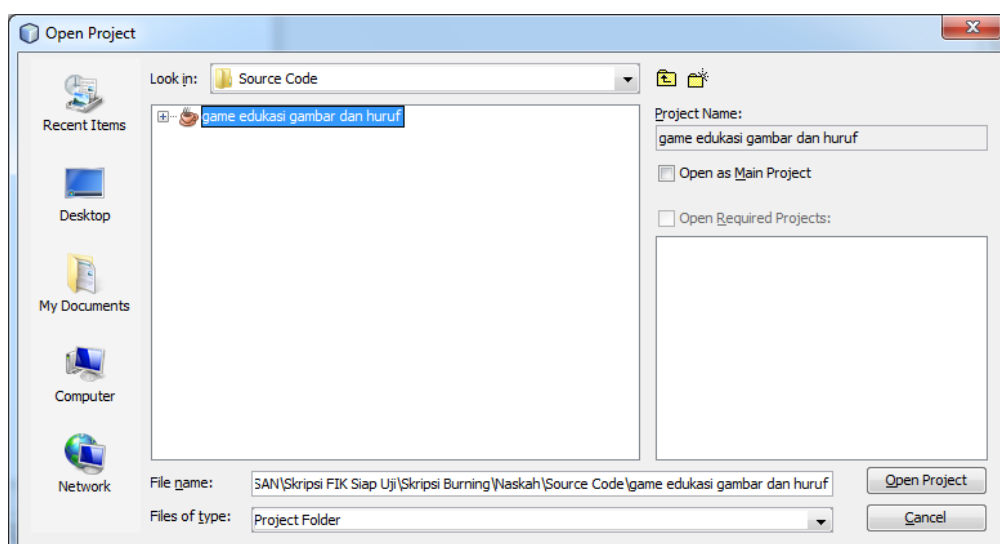 Open Project
Look in: Source Code
Recent Items
Desktop
My Documents
Computer
Network
game edukasi gambar dan huruf
Project Name:
game edukasi gambar dan huruf
Open as Main Project
Open Required Projects:
File name: SAN\Skripsi FIK Siap Uji\Skripsi Burning\Naskah\Source Code\game edukasi gambar dan huruf
Open Project
Files of type: Project Folder
Cancel